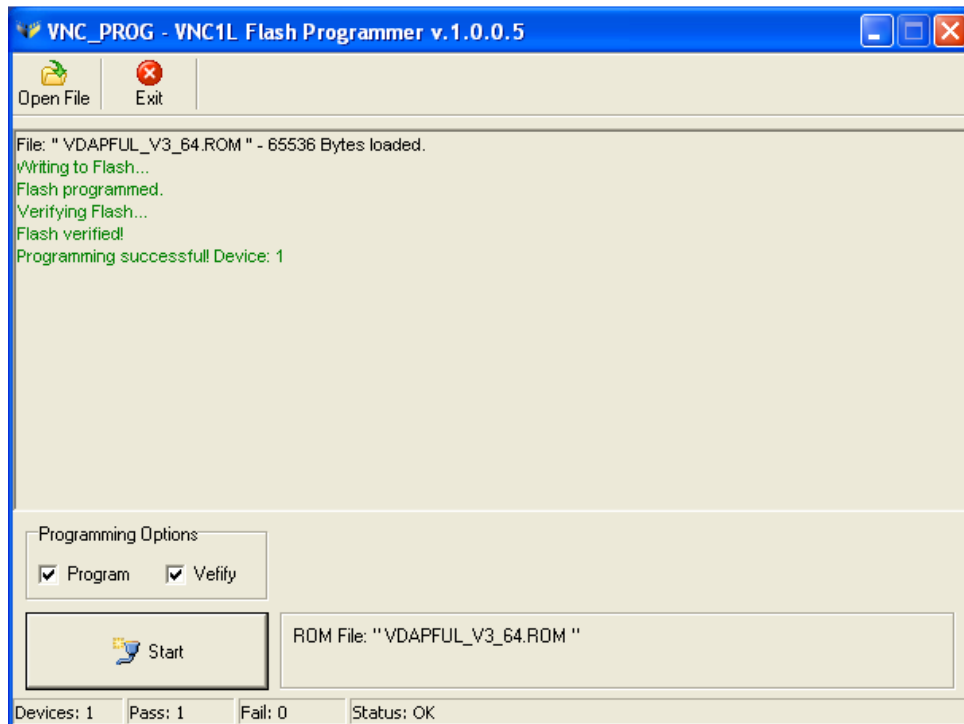 VNC_PROG - VNC1L Flash Programmer v.1.0.0.5
Open File
Exit
File: " VDAPFUL_V3_64.ROM " - 65536 Bytes loaded.
Writing to Flash...
Flash programmed.
Verifying Flash...
Flash verified!
Programming successful! Device: 1
Programming Options
Program
Vefify
Start
ROM File: " VDAPFUL_V3_64.ROM "
Devices: 1
Pass: 1
Fail: 0
Status: OK